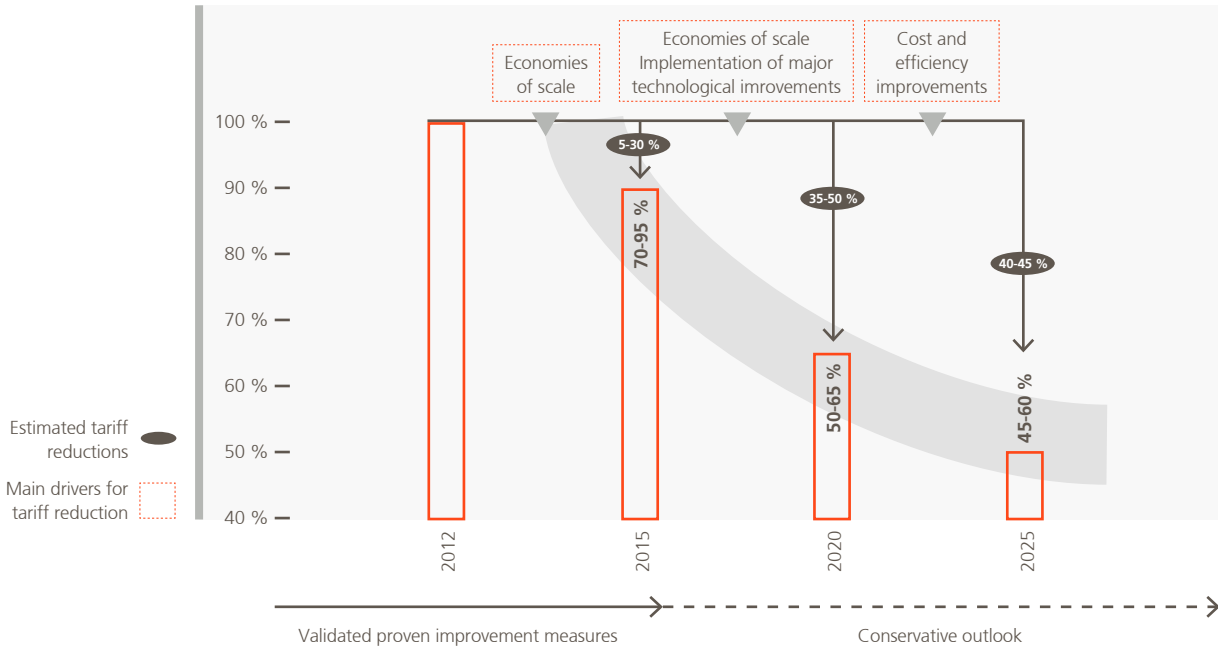 Economies
of scale
Economies of scale
Implementation of major
technological imrovements
Cost and
efficiency
improvements
100 %
90 %
80 %
70 %
60 %
50 %
40 %
5-30 %
35-50 %
40-45 %
70-95 %
50-65 %
45-60 %
Estimated tariff
reductions
Main drivers for
tariff reduction
2012
2015
2020
2025
Validated proven improvement measures
Conservative outlook